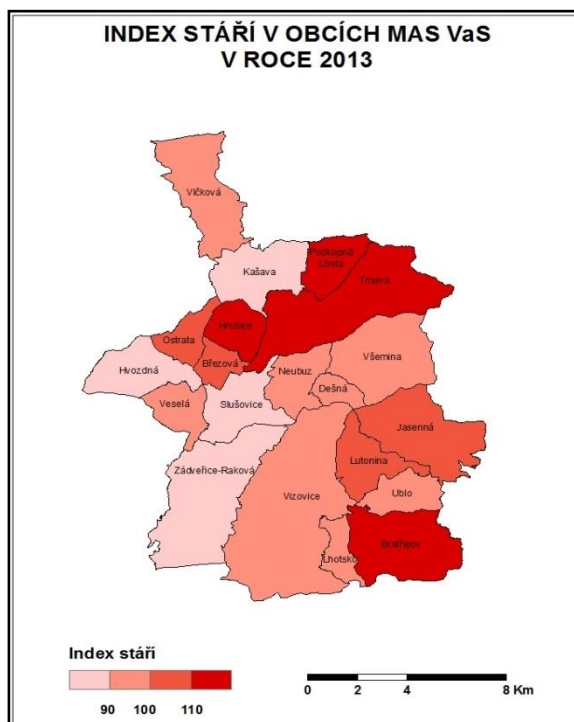 INDEX STÁŘÍ V OBCÍCH MAS VaS
V ROCE 2013
Vlčková
Kašava
Podkopná
Lhota
Trnava
Hrobice
Ostrata
Březová
Hvozdná
Neubuz
Všemina
Dešná
Veselá
Slušovice
Jasenná
Lutonina
Zádveřice-Raková
Vizovice
Ublo
Lhotsko
Bratřejov
Index stáří
90 100 110
0 2 4 8 Km